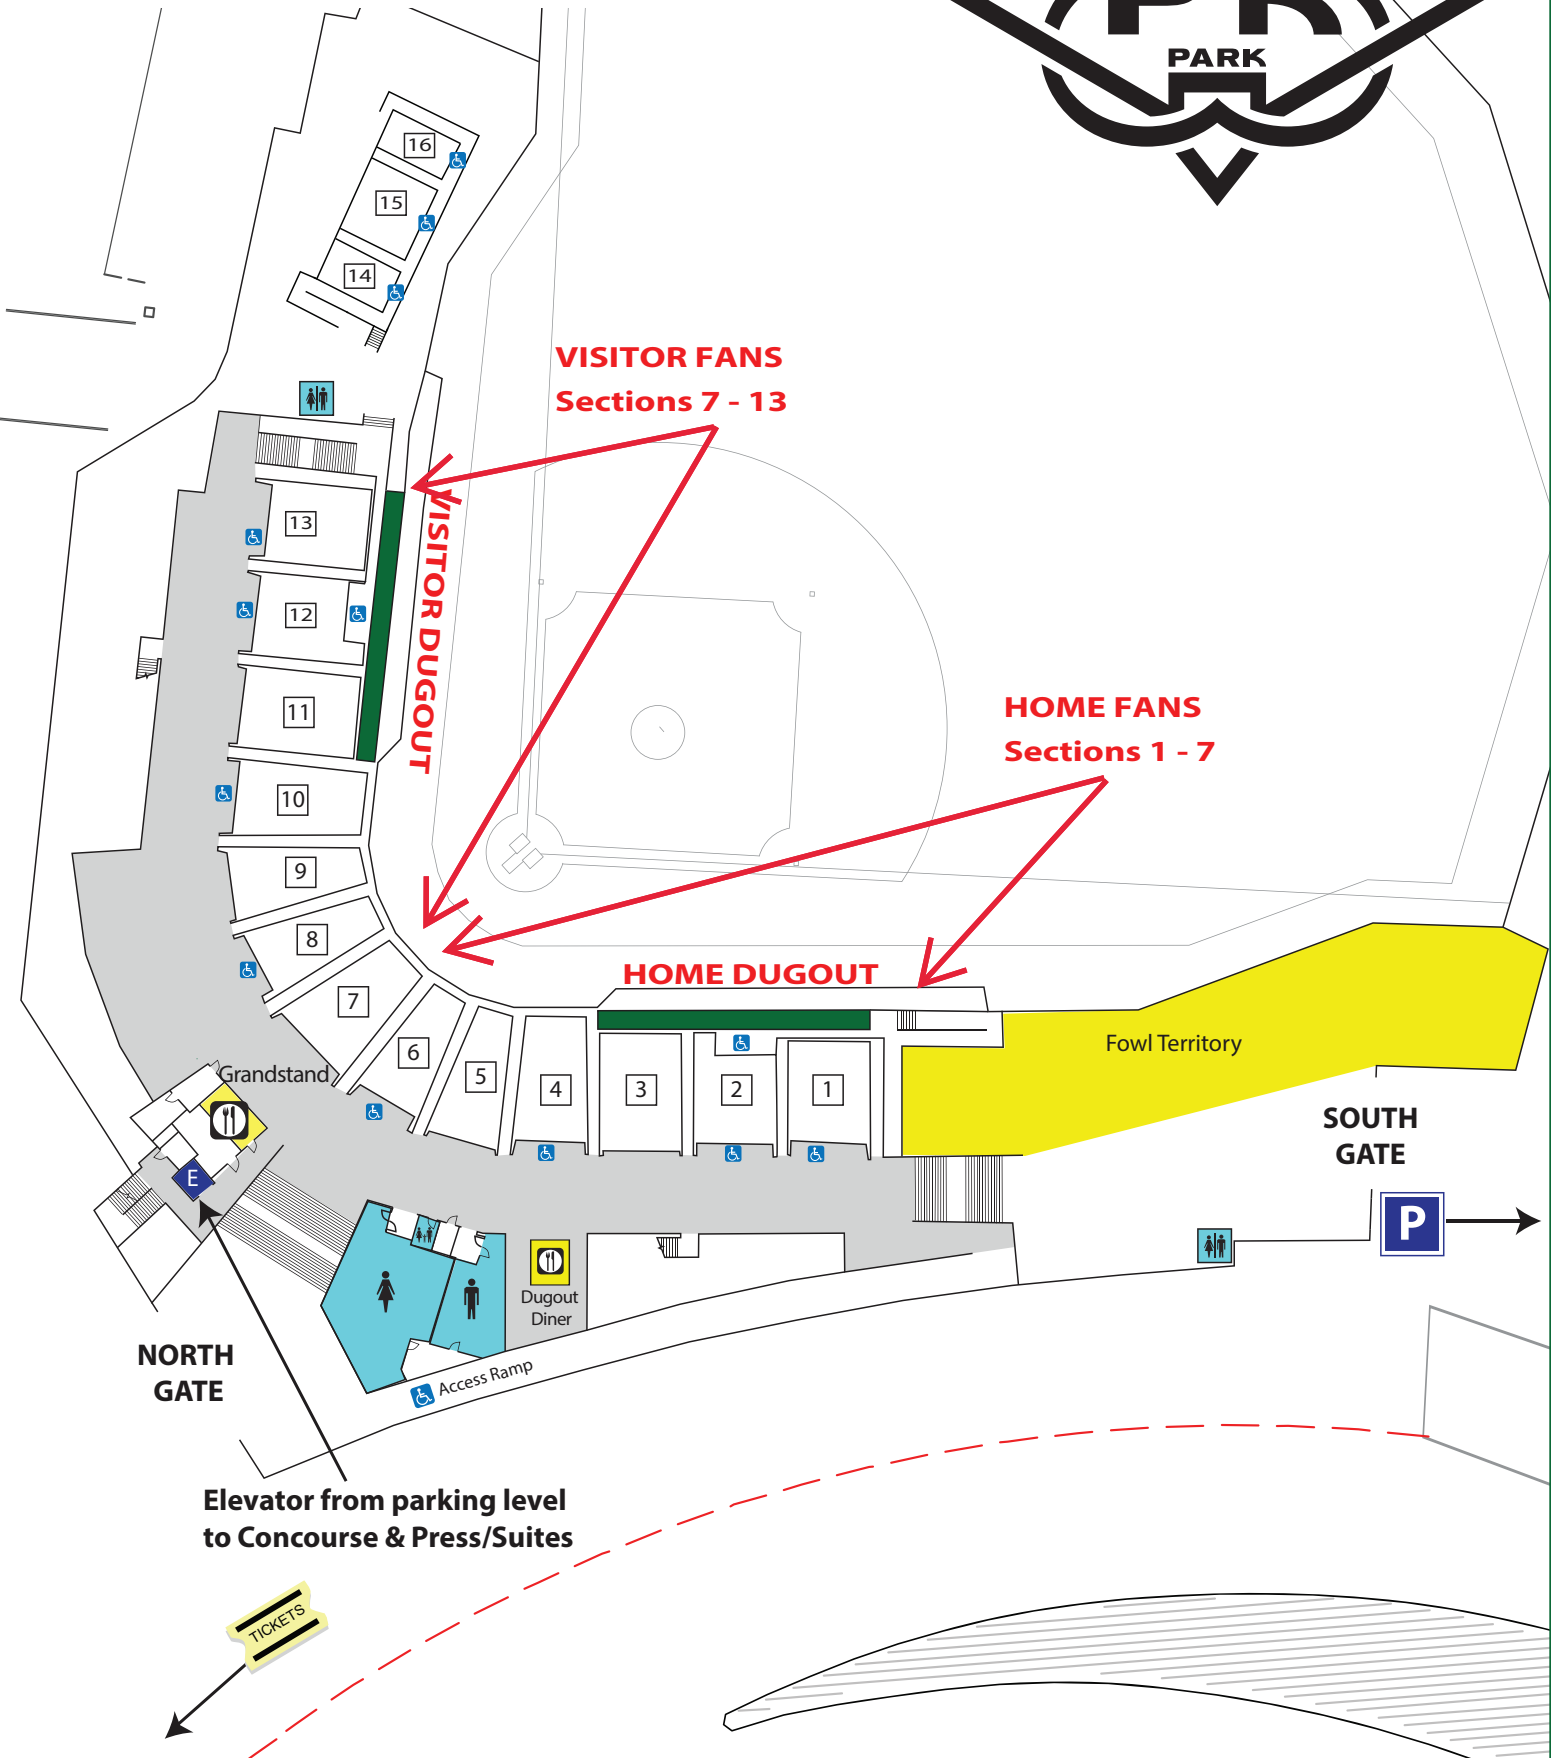 PARK
16
15
14
VISITOR FANS
Sections 7 - 13
13
VISITOR DUGOUT
12
11
HOME FANS
Sections 1 - 7
10
9
8
7
HOME DUGOUT
6
5
4
3
2
1
Fowl Territory
Grandstand
E
SOUTH
GATE
P
Dugout
Diner
NORTH
GATE
Access Ramp
Elevator from parking level
to Concourse & Press/Suites
TICKETS